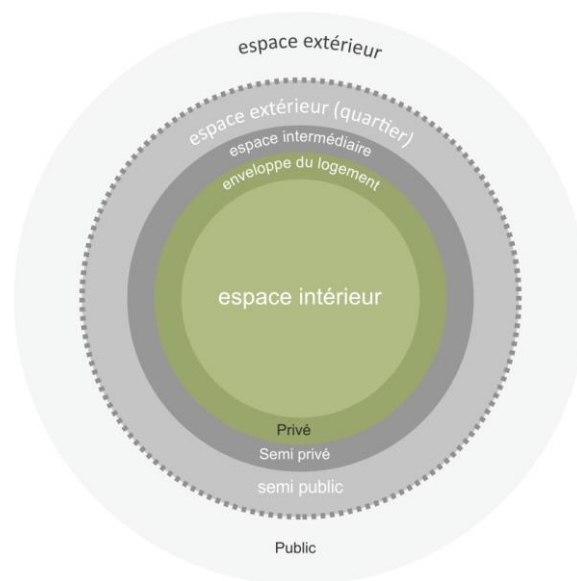 espace extérieur
espace extérieur (quartier)
espace intermédiaire
enveloppe du logement
espace intérieur
Privé
Semi privé
semi public
Public